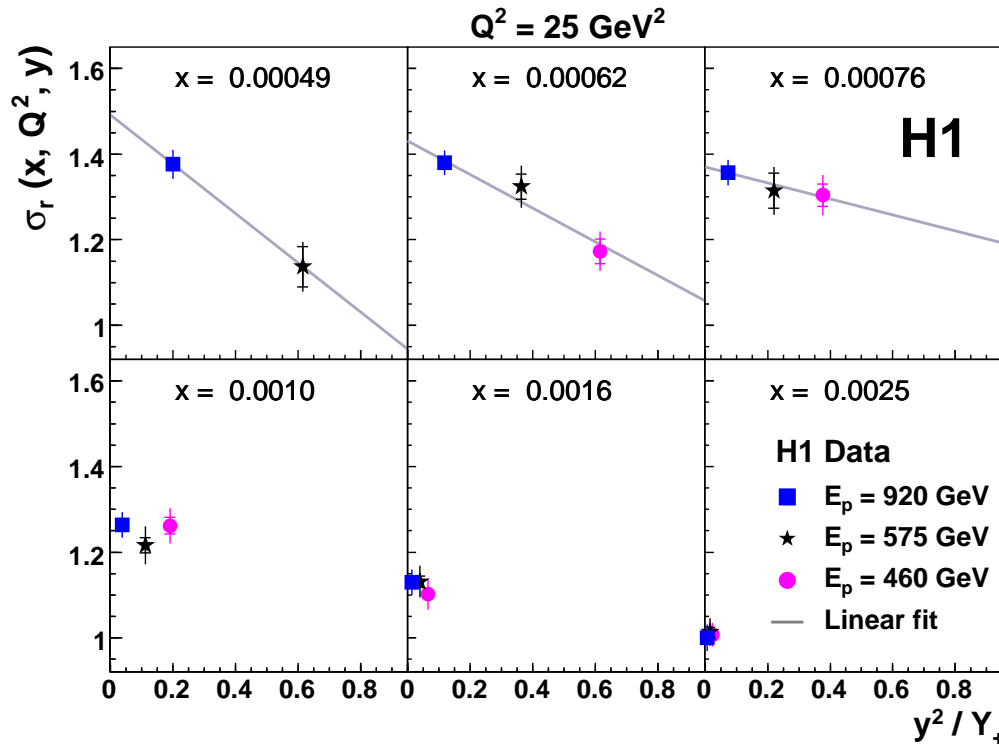 Q² = 25 GeV²
σᵣ (x, Q², y)
x = 0.00049
x = 0.00062
x = 0.00076
H1
1.6
1.4
1.2
1
x = 0.0010
x = 0.0016
x = 0.0025
1.6
1.4
1.2
1
H1 Data
Eₚ = 920 GeV
Eₚ = 575 GeV
Eₚ = 460 GeV
Linear fit
0 0.2 0.4 0.6 0.8 0 0.2 0.4 0.6 0.8 0 0.2 0.4 0.6 0.8
y² / Y₊